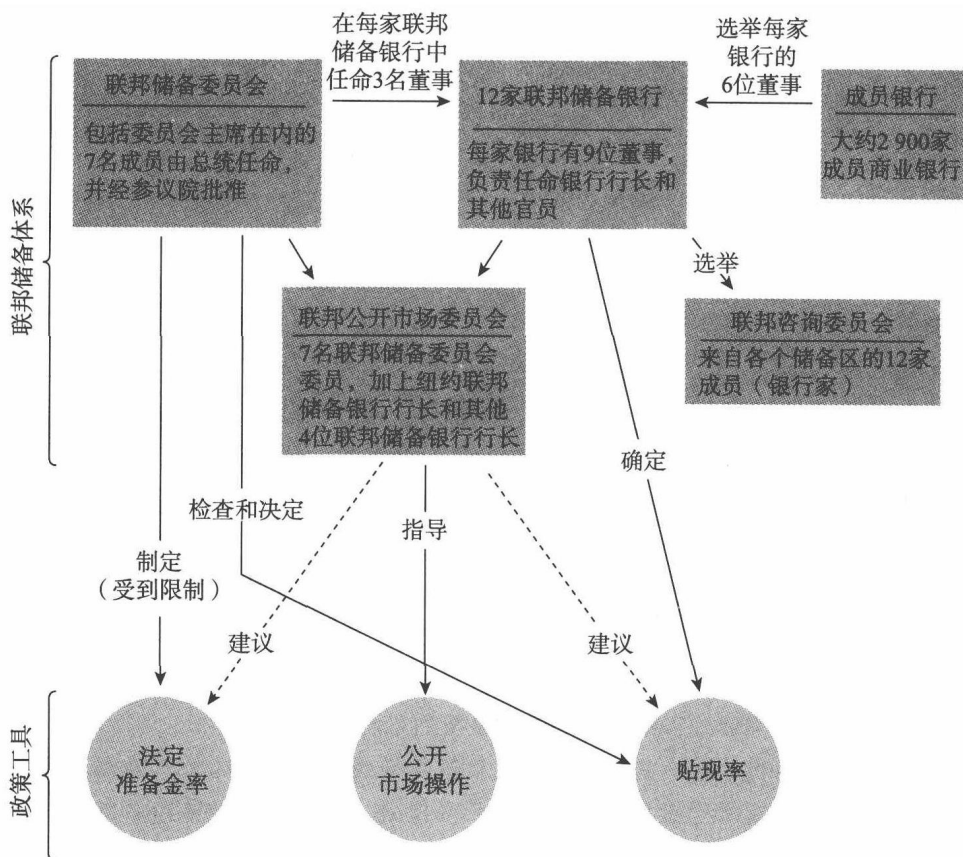 在每家联邦
储备银行中
任命3名董事
选举每家
银行的
6位董事
联邦储备委员会
包括委员会主席在内的
7名成员由总统任命，
并经参议院批准
12家联邦储备银行
每家银行有9位董事，
负责任命银行行长和
其他官员
成员银行
大约2 900家
成员商业银行
联邦储备体系
选举
联邦公开市场委员会
7名联邦储备委员会
委员，加上纽约联邦
储备银行行长和其他
4位联邦储备银行行长
联邦咨询委员会
来自各个储备区的12家
成员（银行家）
检查和决定
指导
确定
制定
（受到限制）
建议
建议
政策工具
法定
准备金率
公开
市场操作
贴现率